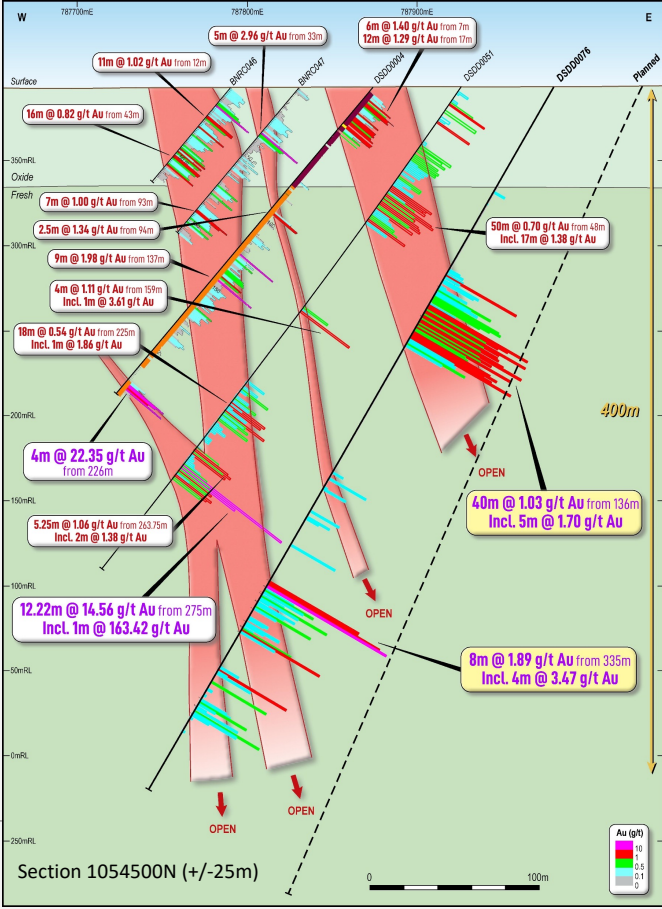 787700mE
787800mE
787900mE
W
E
5m @ 2.96 g/t Au from 33m
6m @ 1.40 g/t Au from 7m
12m @ 1.29 g/t Au from 17m
11m @ 1.02 g/t Au from 12m
BNRC046
BNRC047
DSDD0004
DSDD0051
DSDD0076
Planned
Surface
16m @ 0.82 g/t Au from 43m
350mRL
Oxide
Fresh
7m @ 1.00 g/t Au from 93m
2.5m @ 1.34 g/t Au from 94m
50m @ 0.70 g/t Au from 48m
Incl. 17m @ 1.38 g/t Au
300mRL
9m @ 1.98 g/t Au from 137m
4m @ 1.11 g/t Au from 159m
Incl. 1m @ 3.61 g/t Au
18m @ 0.54 g/t Au from 225m
Incl. 1m @ 1.86 g/t Au
200mRL
400m
4m @ 22.35 g/t Au
from 226m
OPEN
150mRL
40m @ 1.03 g/t Au from 136m
Incl. 5m @ 1.70 g/t Au
5.25m @ 1.06 g/t Au from 263.75m
Incl. 2m @ 1.38 g/t Au
100mRL
12.22m @ 14.56 g/t Au from 275m
Incl. 1m @ 163.42 g/t Au
OPEN
8m @ 1.89 g/t Au from 335m
Incl. 4m @ 3.47 g/t Au
50mRL
0mRL
OPEN
OPEN
250mRL
Au (g/t)
10
1
0.5
0.1
0
Section 1054500N (+/-25m)
0
100m